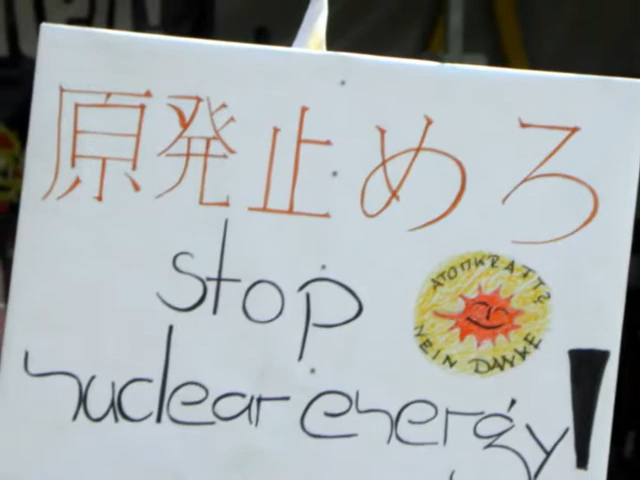 原発止めろ
stop
ATOMKRAFT?
NEIN DANKE
nuclear energy!